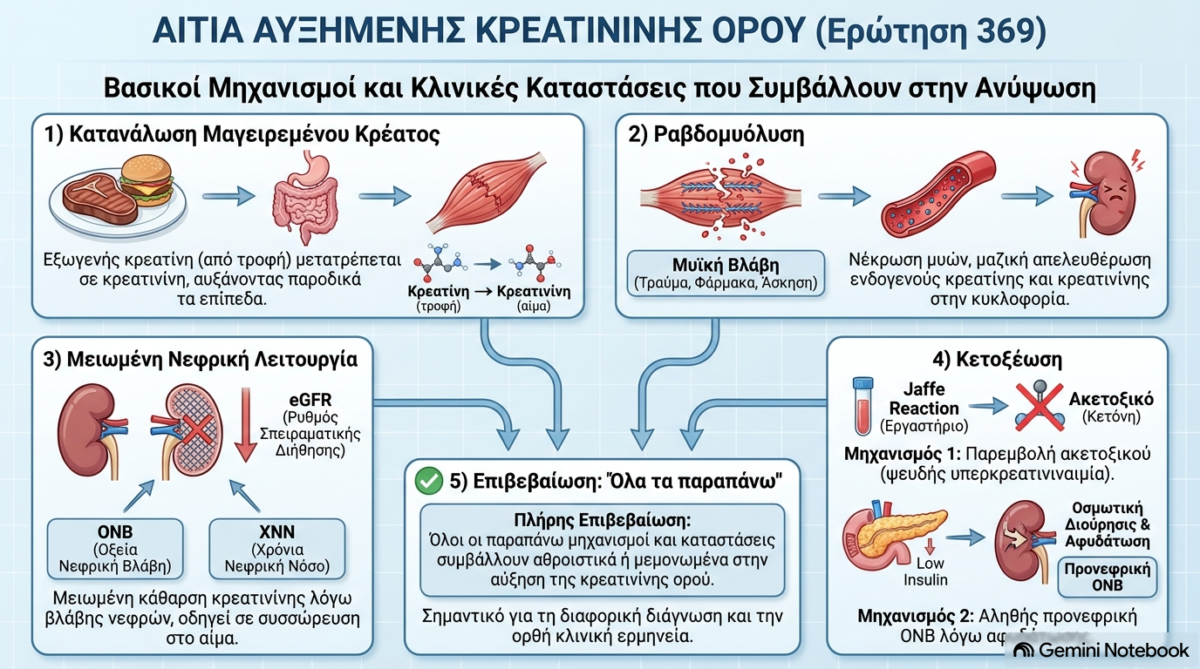 ΑΙΤΙΑ ΑΥΞΗΜΕΝΗΣ ΚΡΕΑΤΙΝΙΝΗΣ ΟΡΟΥ (Ερώτηση 369)
Βασικοί Μηχανισμοί και Κλινικές Καταστάσεις που Συμβάλλουν στην Ανύψωση
1) Κατανάλωση Μαγειρεμένου Κρέατος
Εξωγενής κρεατίνη (από τροφή) μετατρέπεται
σε κρεατινίνη, αυξάνοντας παροδικά
τα επίπεδα.
Κρεατίνη → Κρεατινίνη
(τροφή) (αίμα)
2) Ραβδομυόλυση
Μυϊκή Βλάβη
(Τραύμα, Φάρμακα, Άσκηση)
Νέκρωση μυών, μαζική απελευθέρωση
ενδογενούς κρεατίνης και κρεατινίνης
στην κυκλοφορία.
3) Μειωμένη Νεφρική Λειτουργία
eGFR
(Ρυθμός
Σπειραματικής
Διήθησης)
ΟΝΒ
(Οξεία
Νεφρική Βλάβη)
ΧΝΝ
(Χρόνια
Νεφρική Νόσο)
Μειωμένη κάθαρση κρεατινίνης λόγω
βλάβης νεφρών, οδηγεί σε συσσώρευση
στο αίμα.
4) Κετοξέωση
Jaffe
Reaction
(Εργαστήριο)
Ακετοξικό
(Κετόνη)
Μηχανισμός 1: Παρεμβολή ακετοξικού
(ψευδής υπερκρεατινιναιμία).
Low
Insulin
Οσμωτική
Διούρησις &
Αφυδάτωση
Προνεφρική
ΟΝΒ
Μηχανισμός 2: Αληθής προνεφρική
ΟΝΒ λόγω
5) Επιβεβαίωση: "Όλα τα παραπάνω"
Πλήρης Επιβεβαίωση:
Όλοι οι παραπάνω μηχανισμοί και καταστάσεις
συμβάλλουν αθροιστικά ή μεμονωμένα στην
αύξηση της κρεατινίνης ορού.
Σημαντικό για τη διαφορική διάγνωση και την
ορθή κλινική ερμηνεία.
Gemini Notebook